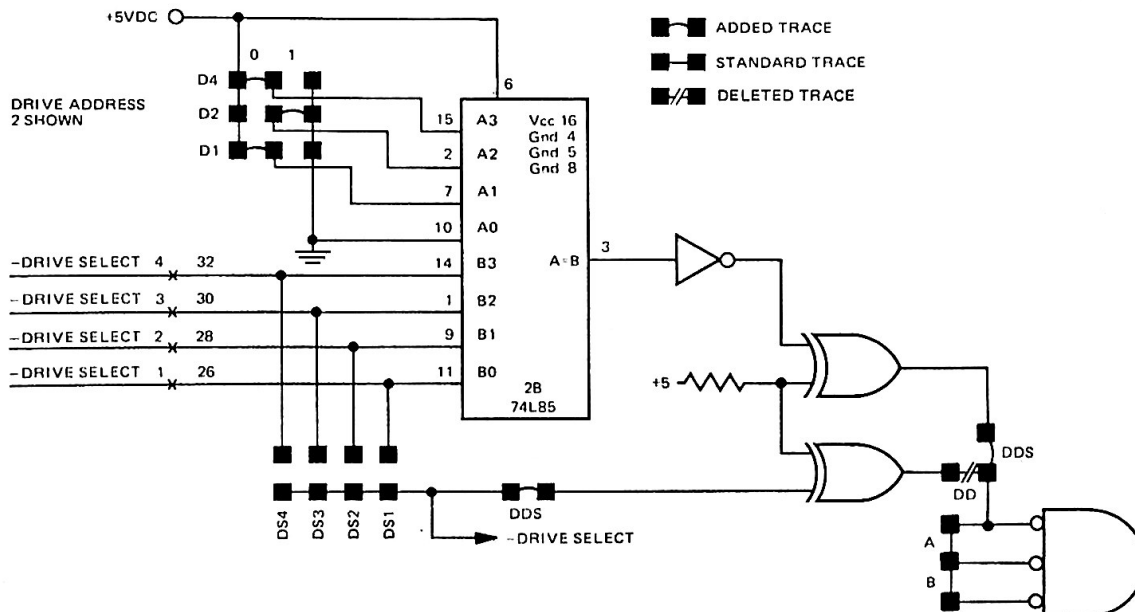 +5VDC
ADDED TRACE
STANDARD TRACE
DELETED TRACE
0 1
D4
D2
D1
DRIVE ADDRESS
2 SHOWN
6
15 A3
2 A2
7 A1
10 A0
14 B3
1 B2
9 B1
11 B0
Vcc 16
Gnd 4
Gnd 5
Gnd 8
A=B
3
2B
74L85
-DRIVE SELECT 4 32
-DRIVE SELECT 3 30
-DRIVE SELECT 2 28
-DRIVE SELECT 1 26
+5
DS4
DS3
DS2
DS1
DDS
-DRIVE SELECT
DDS
DD
A
B